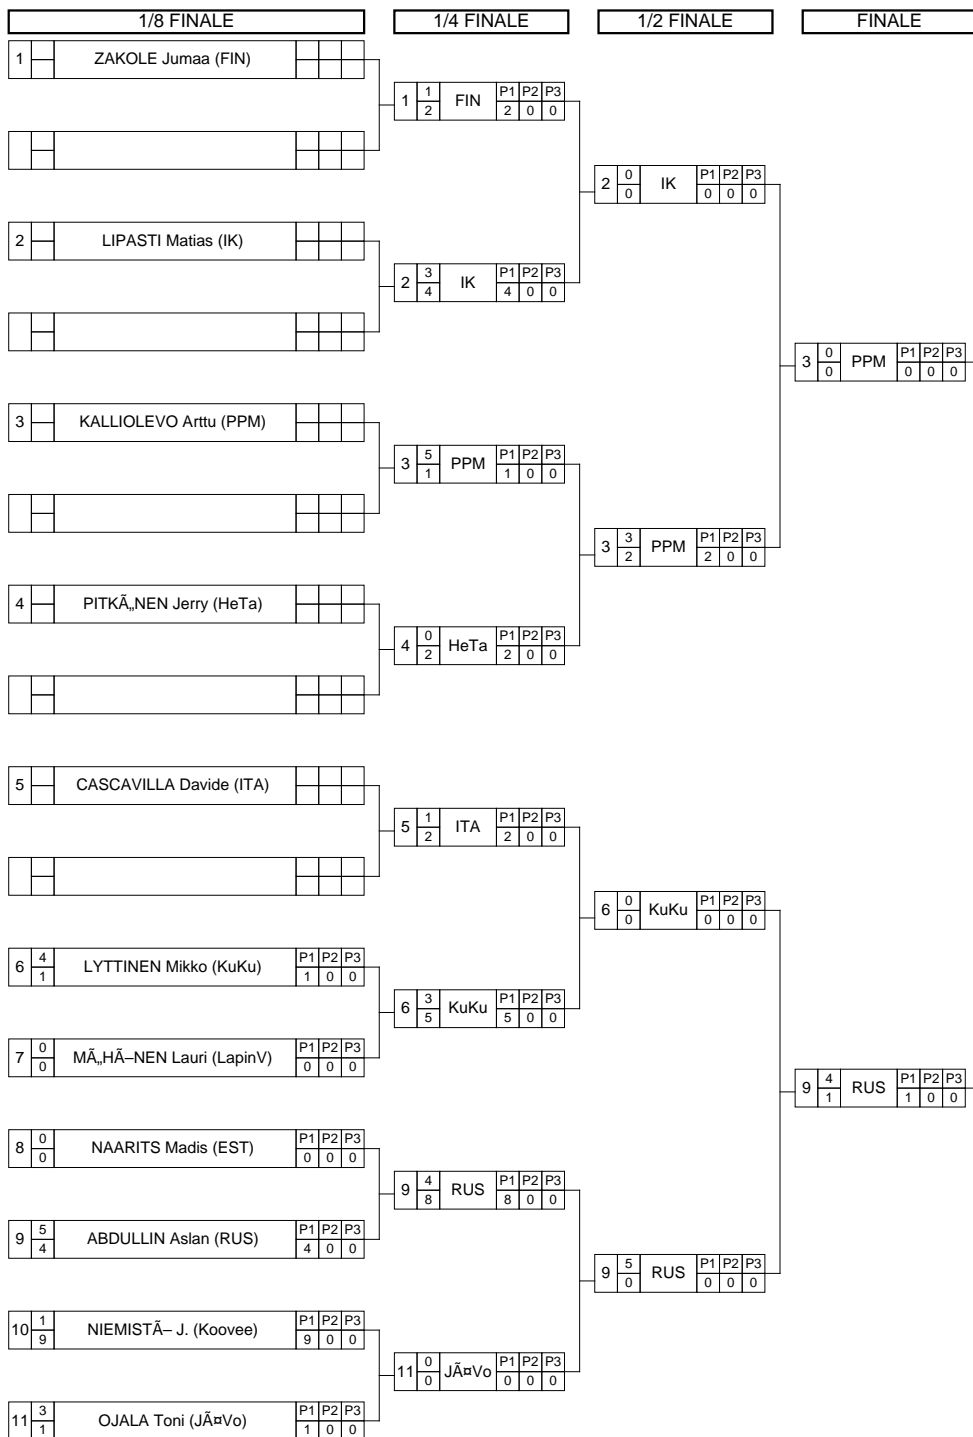 1/8 FINALE 1/4 FINALE 1/2 FINALE FINALE
1 ZAKOLE Jumaa (FIN)
1 1 FIN P1 P2 P3
2 2 0 0
2 0 IK P1 P2 P3
0 0 0 0
2 LIPASTI Matias (IK)
2 3 IK P1 P2 P3
4 4 0 0
3 0 PPM P1 P2 P3
0 0 0 0
3 KALLIOLEVO Arttu (PPM)
3 5 PPM P1 P2 P3
1 1 0 0
3 3 PPM P1 P2 P3
2 2 0 0
4 PITKÃ„NEN Jerry (HeTa)
4 0 HeTa P1 P2 P3
2 2 0 0
5 CASCAVILLA Davide (ITA)
5 1 ITA P1 P2 P3
2 2 0 0
6 0 KuKu P1 P2 P3
0 0 0 0
6 4 LYTTINEN Mikko (KuKu) P1 P2 P3
1 1 0 0
6 3 KuKu P1 P2 P3
5 5 0 0
7 0 MÃ„HÃ–NEN Lauri (LapinV) P1 P2 P3
0 0 0 0
9 4 RUS P1 P2 P3
1 1 0 0
8 0 NAARITS Madis (EST) P1 P2 P3
0 0 0 0
9 4 RUS P1 P2 P3
8 8 0 0
9 5 ABDULLIN Aslan (RUS) P1 P2 P3
4 4 0 0
9 5 RUS P1 P2 P3
0 0 0 0
10 1 NIEMISTÃ– J. (Koovee) P1 P2 P3
9 9 0 0
11 0 JÃ¤Vo P1 P2 P3
0 0 0 0
11 3 OJALA Toni (JÃ¤Vo) P1 P2 P3
1 1 0 0